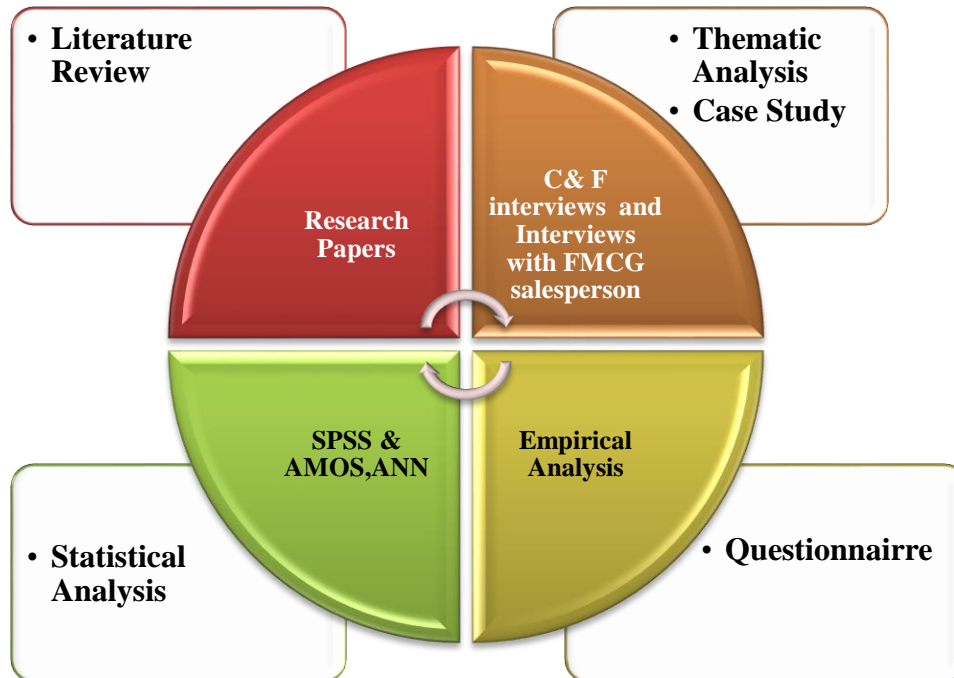 • Literature
Review
• Thematic
Analysis
• Case Study
Research
Papers
C& F
interviews and
Interviews
with FMCG
salesperson
SPSS &
AMOS,ANN
Empirical
Analysis
• Statistical
Analysis
• Questionnairre